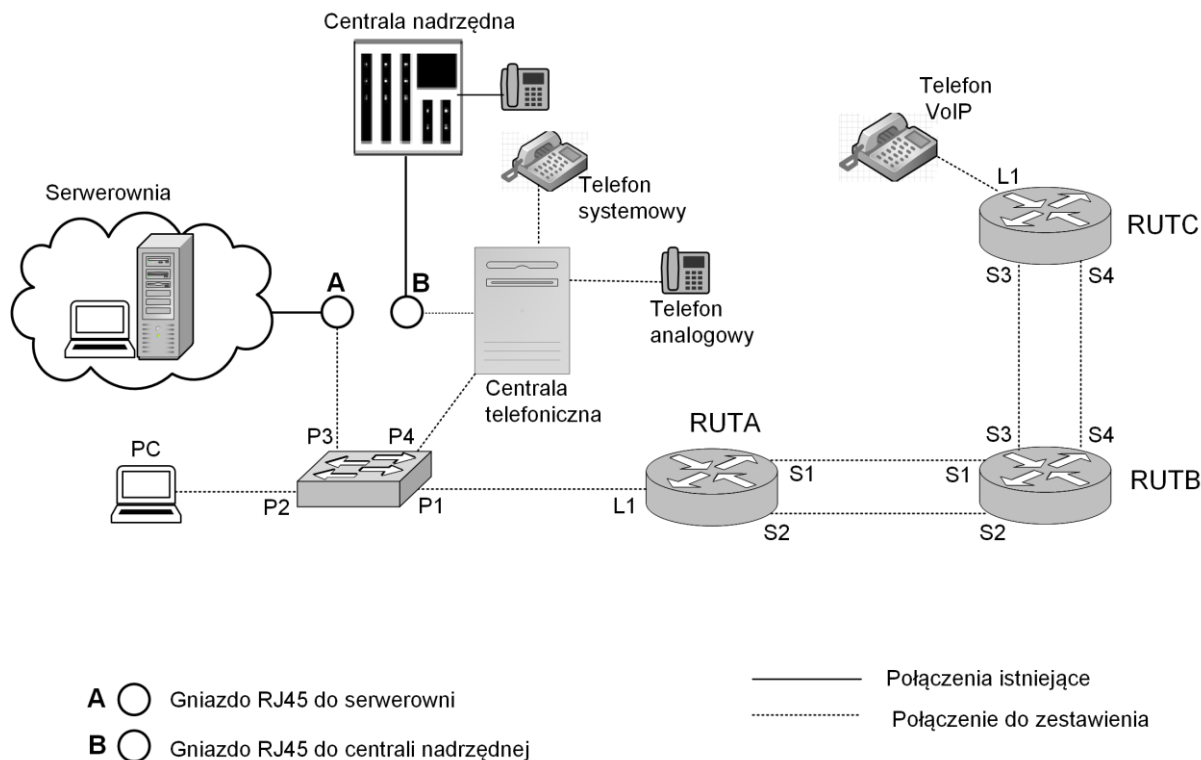 Centrala nadrzędna
Telefon
VoIP
L1
Serwerownia
Telefon
systemowy
RUTC
S3
S4
A
B
Telefon
analogowy
Centrala
telefoniczna
RUTA
P3
P4
S3
S4
PC
S1
S1
RUTB
P2
P1
L1
S2
S2
A Gniazdo RJ45 do serwerowni
B Gniazdo RJ45 do centrali nadrzędnej
Połączenia istniejące
Połączenie do zestawienia